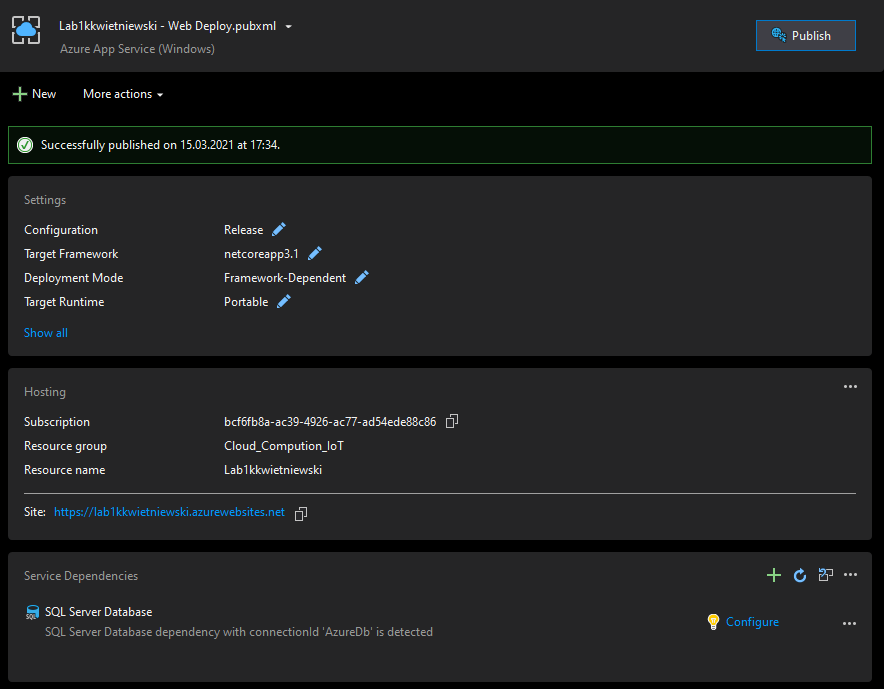 Lab1kkwietniewski - Web Deploy.pubxml
Azure App Service (Windows)
Publish
New
More actions
Successfully published on 15.03.2021 at 17:34.
Settings
Configuration Release
Target Framework netcoreapp3.1
Deployment Mode Framework-Dependent
Target Runtime Portable
Show all
Hosting
Subscription bcf6fb8a-ac39-4926-ac77-ad54ede88c86
Resource group Cloud_Compution_IoT
Resource name Lab1kkwietniewski
Site: https://lab1kkwietniewski.azurewebsites.net
Service Dependencies
SQL SQL Server Database
SQL Server Database dependency with connectionId 'AzureDb' is detected
Configure